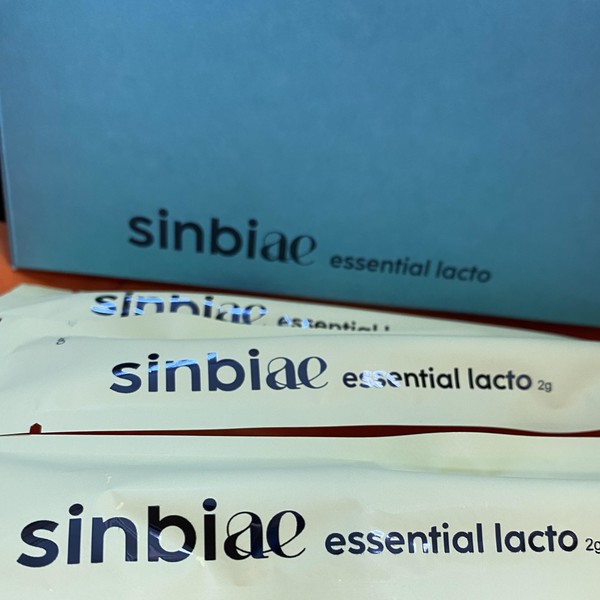 sinbiae essential lacto
sinbiae essential l
sinbiae essential lacto 2g
sinbiae essential lacto 2g